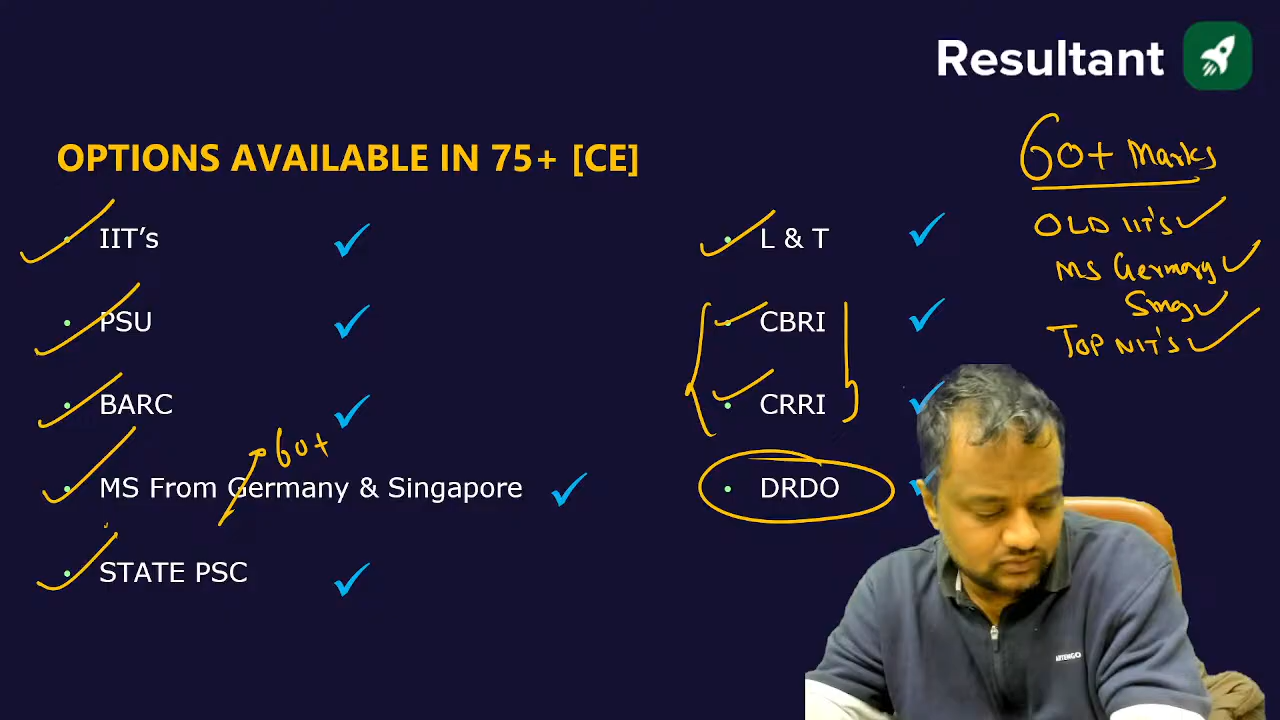 Resultant
OPTIONS AVAILABLE IN 75+ [CE]
• IIT's
• PSU
• BARC
• MS From Germany & Singapore
• STATE PSC
60+
• L & T
• CBRI
• CRRI
• DRDO
60+ Marks
OLD IIT'S
MS Germany
Sing
TOP NIT'S
ARTENGO